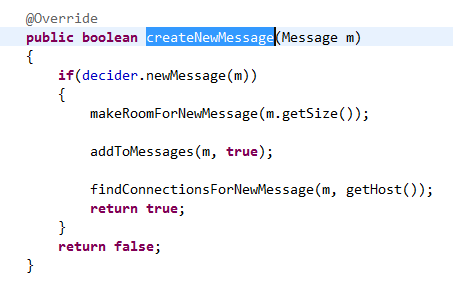 @Override
public boolean createNewMessage(Message m)
{
    if(decider.newMessage(m))
    {
        makeRoomForNewMessage(m.getSize());
        addToMessages(m, true);
        findConnectionsForNewMessage(m, getHost());
        return true;
    }
    return false;
}